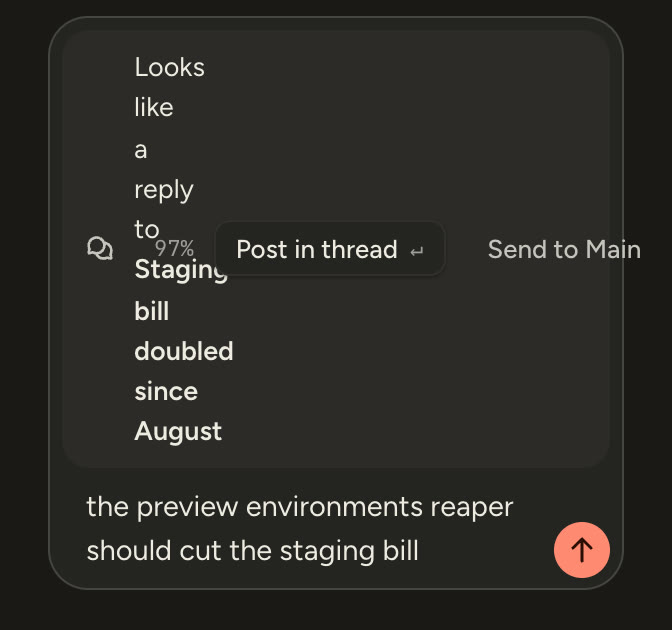 Looks
like
a
reply
to
97% Post in thread ↵ Send to Main
Staging
bill
doubled
since
August
the preview environments reaper
should cut the staging bill